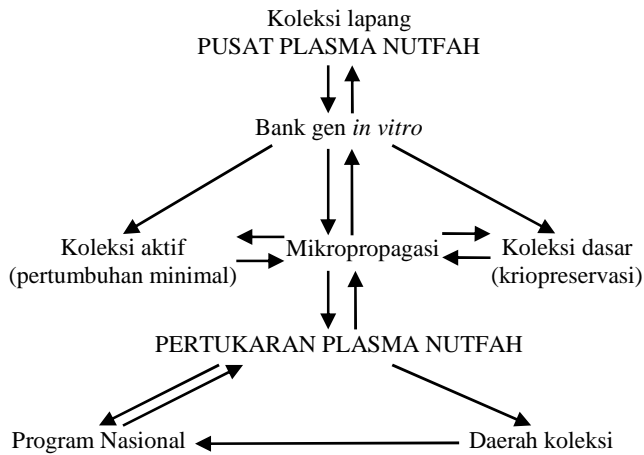 Koleksi lapang
PUSAT PLASMA NUTFAH
Bank gen in vitro
Koleksi aktif
(pertumbuhan minimal)
Mikropropagasi
Koleksi dasar
(kriopreservasi)
PERTUKARAN PLASMA NUTFAH
Program Nasional
Daerah koleksi